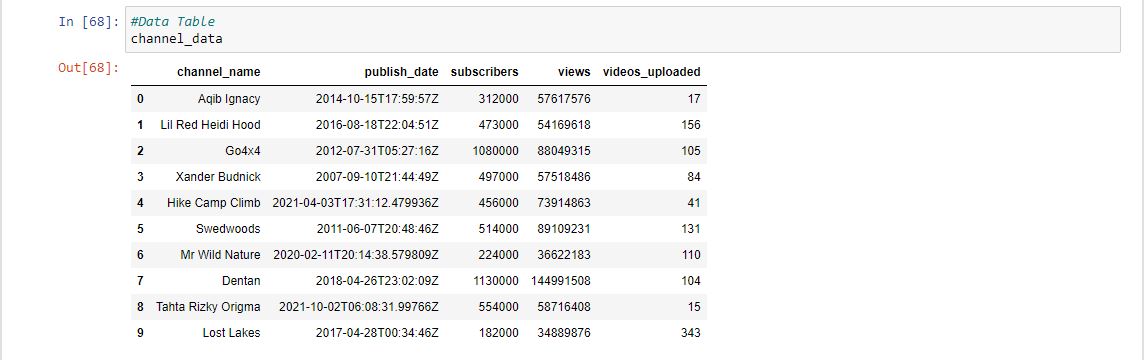 In [68]: #Data Table
channel_data
Out[68]:
channel_name publish_date subscribers views videos_uploaded
0 Aqib Ignacy 2014-10-15T17:59:57Z 312000 57617576 17
1 Lil Red Heidi Hood 2016-08-18T22:04:51Z 473000 54169618 156
2 Go4x4 2012-07-31T05:27:16Z 1080000 88049315 105
3 Xander Budnick 2007-09-10T21:44:49Z 497000 57518486 84
4 Hike Camp Climb 2021-04-03T17:31:12.479936Z 456000 73914863 41
5 Swedwoods 2011-06-07T20:48:46Z 514000 89109231 131
6 Mr Wild Nature 2020-02-11T20:14:38.579809Z 224000 36622183 110
7 Dentan 2018-04-26T23:02:09Z 1130000 144991508 104
8 Tahta Rizky Origma 2021-10-02T06:08:31.99766Z 554000 58716408 15
9 Lost Lakes 2017-04-28T00:34:46Z 182000 34889876 343